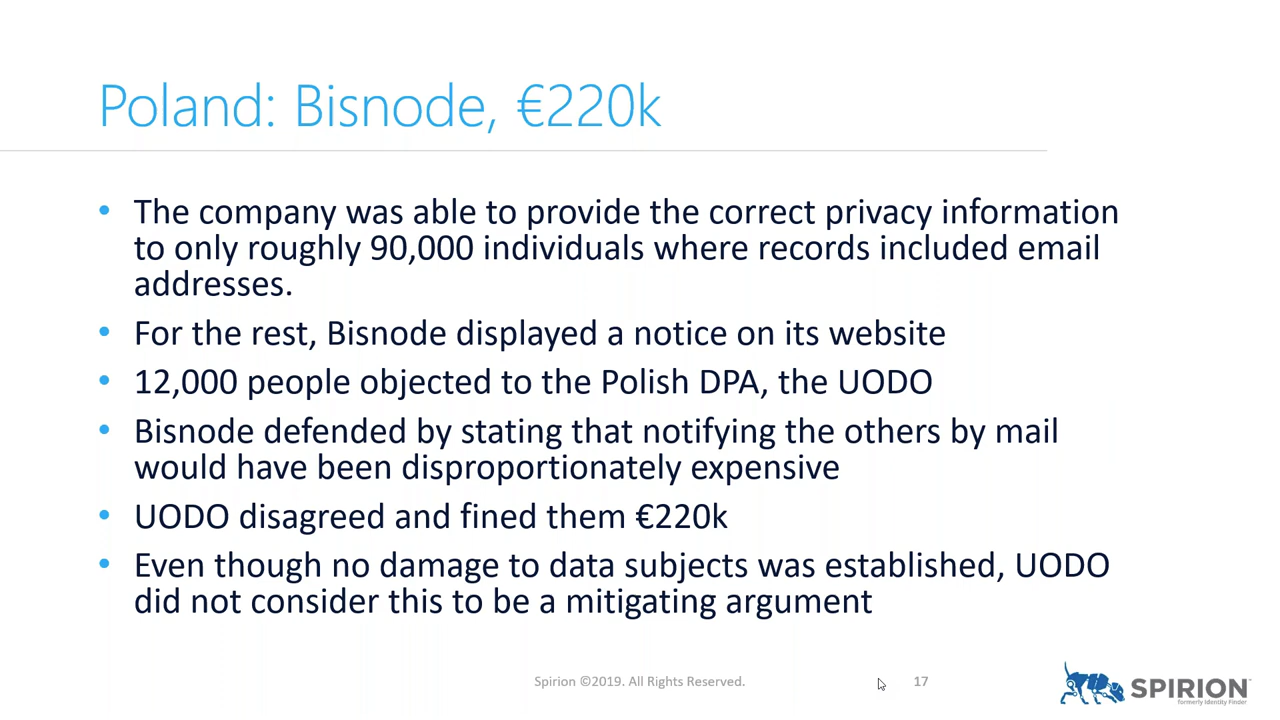 Poland: Bisnode, €220k
• The company was able to provide the correct privacy information
to only roughly 90,000 individuals where records included email
addresses.
• For the rest, Bisnode displayed a notice on its website
• 12,000 people objected to the Polish DPA, the UODO
• Bisnode defended by stating that notifying the others by mail
would have been disproportionately expensive
• UODO disagreed and fined them €220k
• Even though no damage to data subjects was established, UODO
did not consider this to be a mitigating argument
Spirion ©2019. All Rights Reserved.
17
SPIRION
formerly Identity Finder